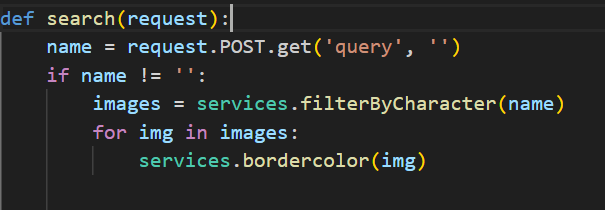 def search(request):
    name = request.POST.get('query', '')
    if name != '':
        images = services.filterByCharacter(name)
        for img in images:
            services.bordercolor(img)